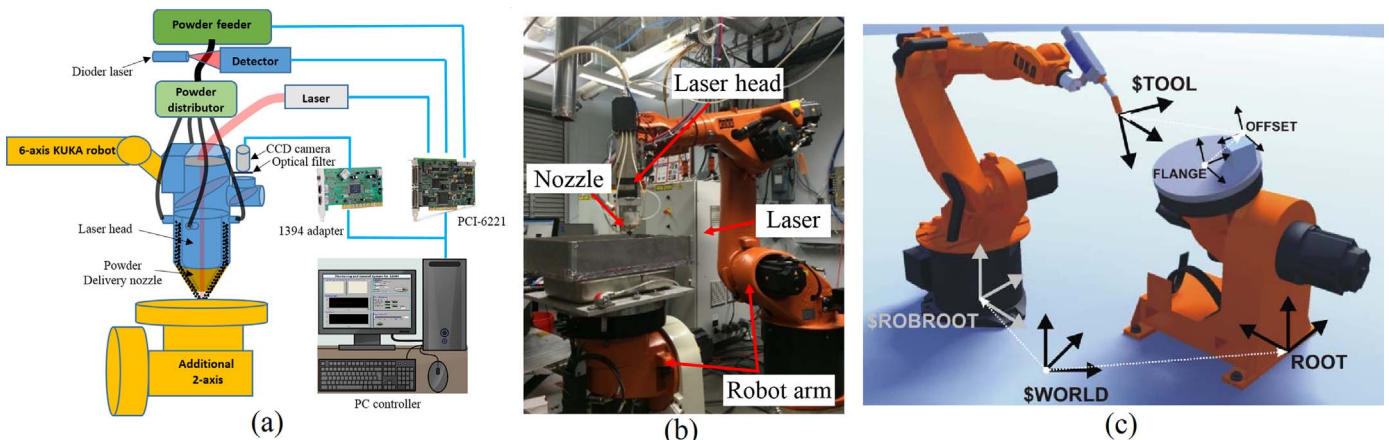 Powder feeder
Dioder laser
Detector
Powder
distributor
Laser
6-axis KUKA robot
CCD camera
Optical filter
1394 adapter
PCI-6221
Laser head
Powder
Delivery nozzle
Additional
2-axis
PC controller
(a)
Laser head
Nozzle
Laser
Robot arm
(b)
KUKA
$TOOL
OFFSET
FLANGE
$ROBROOT
$WORLD
ROOT
(c)